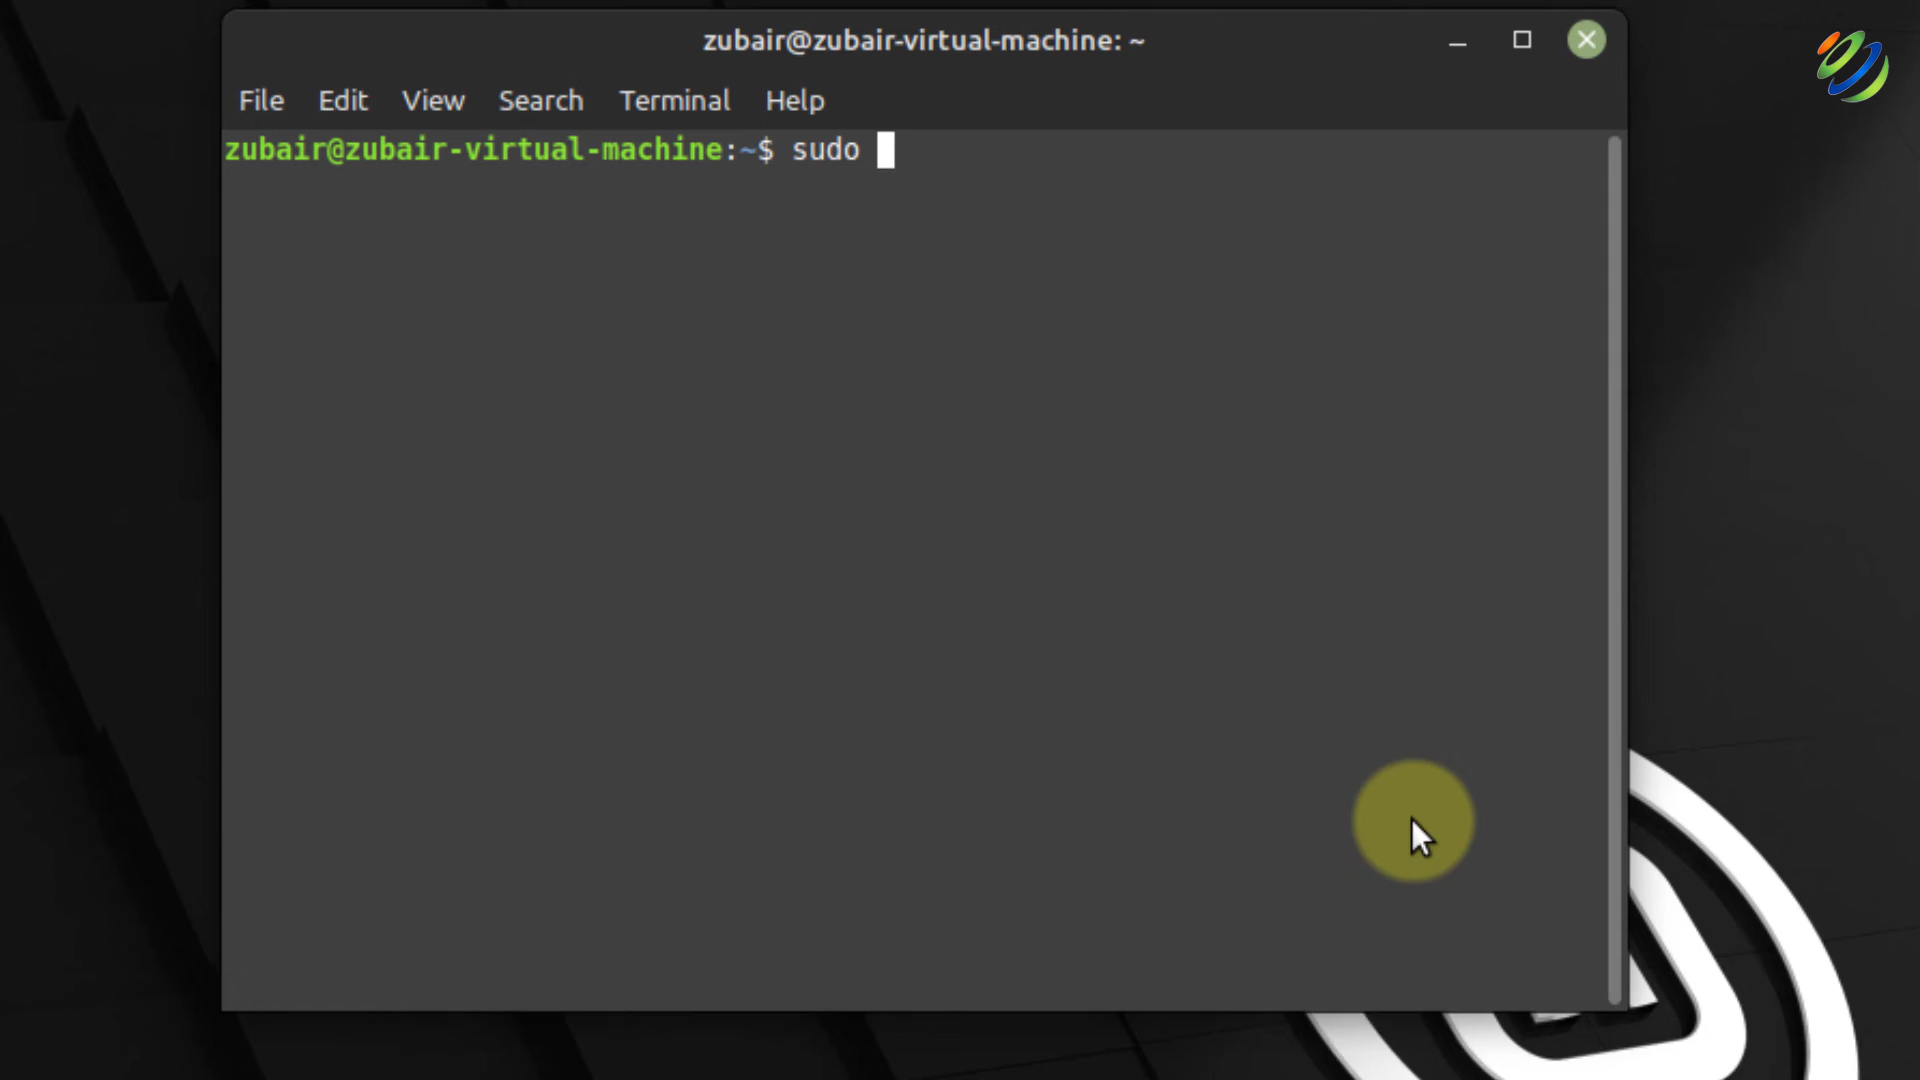 zubair@zubair-virtual-machine: ~
File Edit View Search Terminal Help
zubair@zubair-virtual-machine:~$ sudo